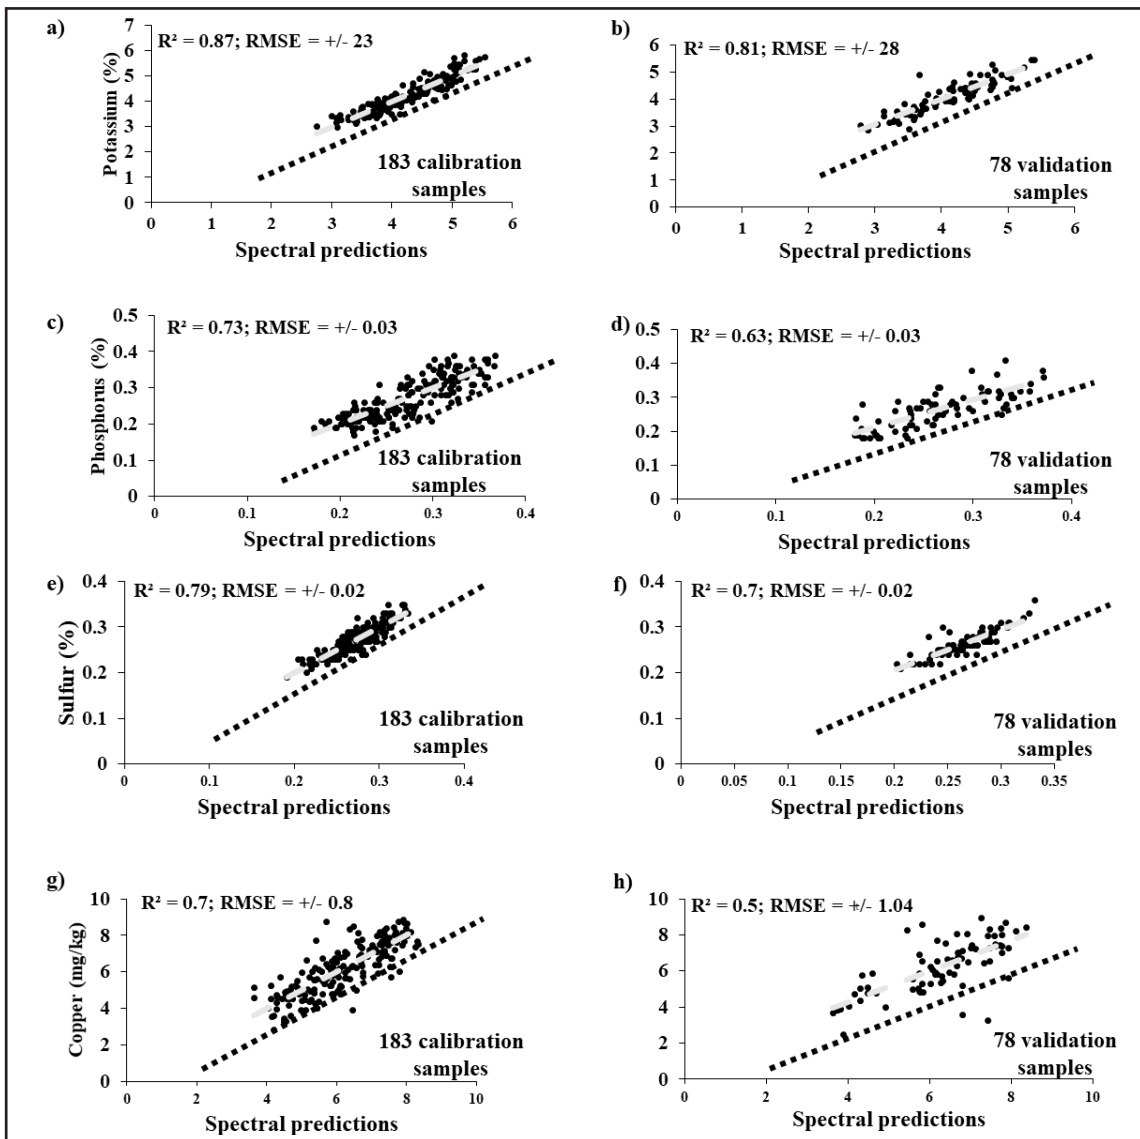 a)
R² = 0.87; RMSE = +/- 23
Potassium (%)
7
6
5
4
3
2
1
0
183 calibration
samples
0 1 2 3 4 5 6
Spectral predictions
b)
R² = 0.81; RMSE = +/- 28
6
5
4
3
2
1
0
78 validation
samples
0 1 2 3 4 5 6
Spectral predictions
c)
R² = 0.73; RMSE = +/- 0.03
Phosphorus (%)
0.5
0.4
0.3
0.2
0.1
0
183 calibration
samples
0 0.1 0.2 0.3 0.4
Spectral predictions
d)
R² = 0.63; RMSE = +/- 0.03
0.5
0.4
0.3
0.2
0.1
0
78 validation
samples
0 0.1 0.2 0.3 0.4
Spectral predictions
e)
R² = 0.79; RMSE = +/- 0.02
Sulfur (%)
0.4
0.3
0.2
0.1
0
183 calibration
samples
0 0.1 0.2 0.3 0.4
Spectral predictions
f)
R² = 0.7; RMSE = +/- 0.02
0.4
0.3
0.2
0.1
0
78 validation
samples
0 0.05 0.1 0.15 0.2 0.25 0.3 0.35
Spectral predictions
g)
R² = 0.7; RMSE = +/- 0.8
Copper (mg/kg)
10
8
6
4
2
0
183 calibration
samples
0 2 4 6 8 10
Spectral predictions
h)
R² = 0.5; RMSE = +/- 1.04
10
8
6
4
2
0
78 validation
samples
0 2 4 6 8 10
Spectral predictions